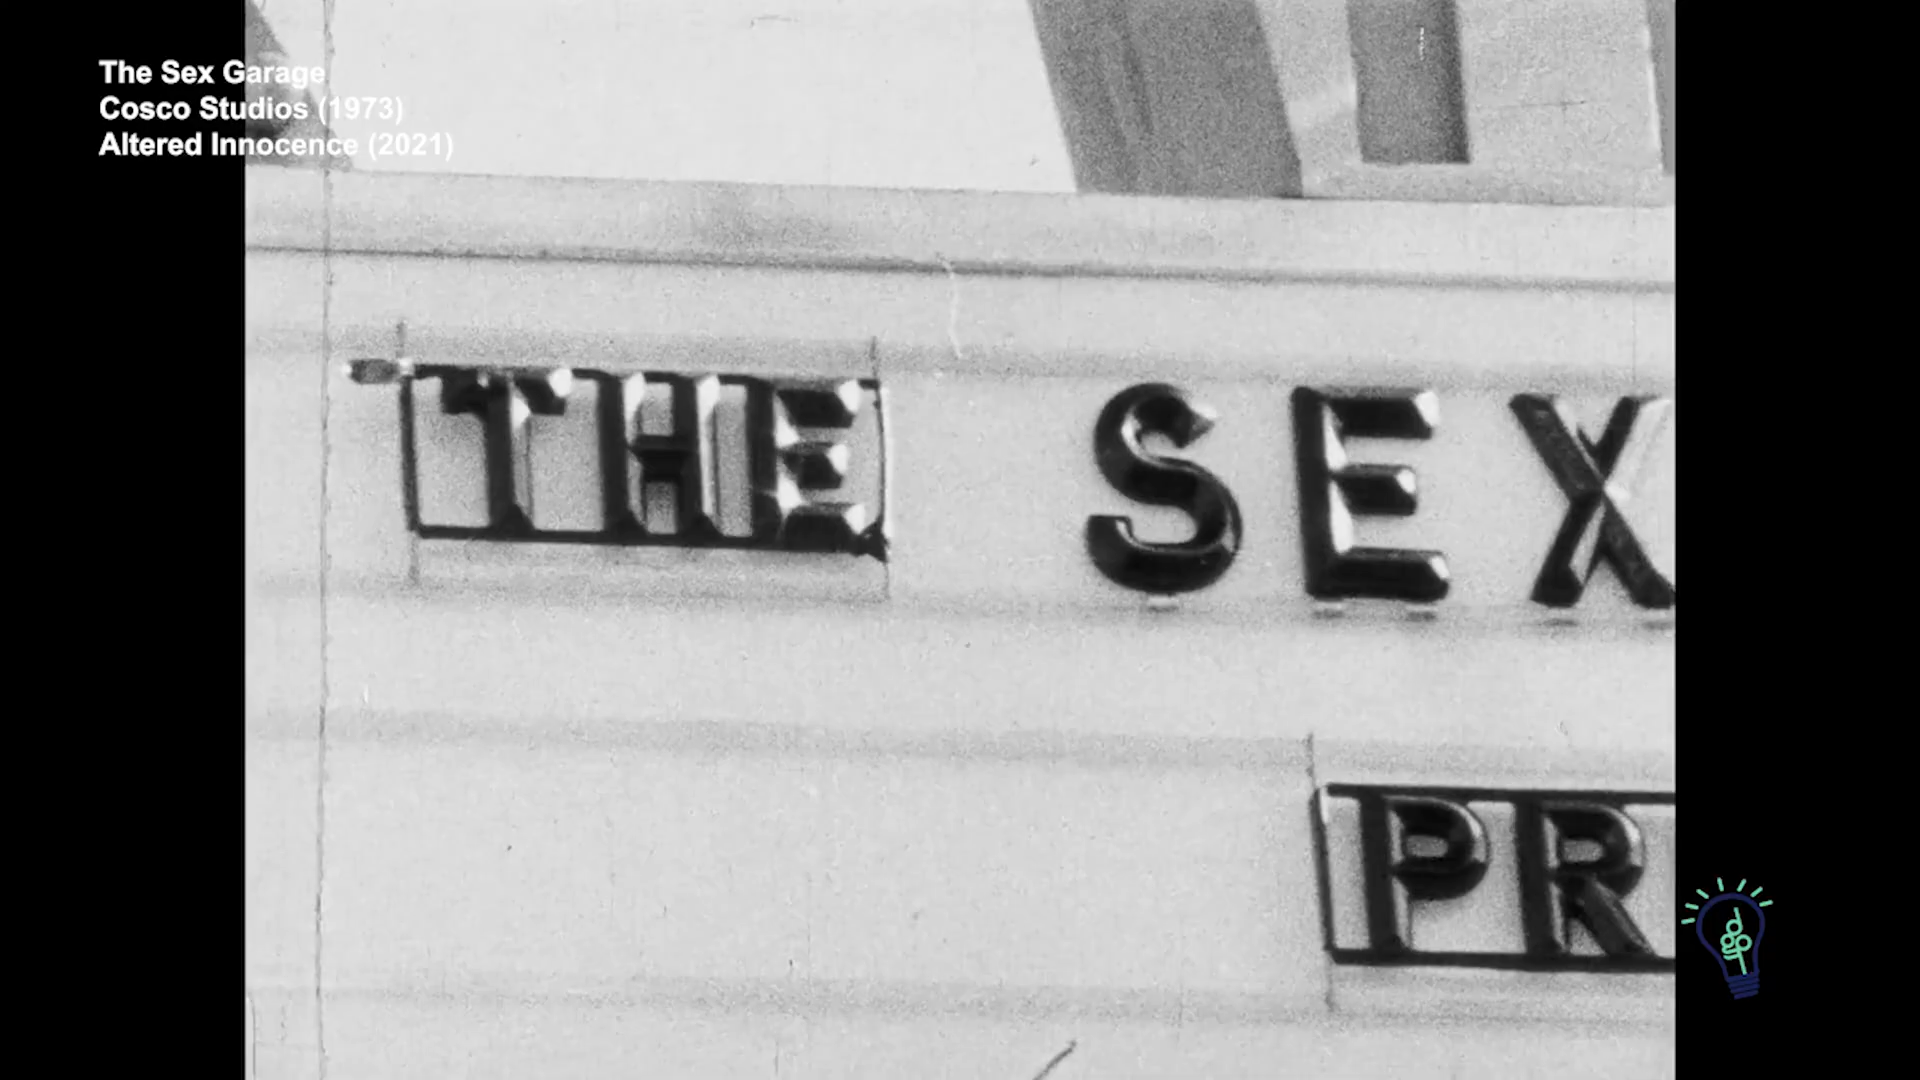 The Sex Garage
Cosco Studios (1973)
Altered Innocence (2021)
THE SEX
PR